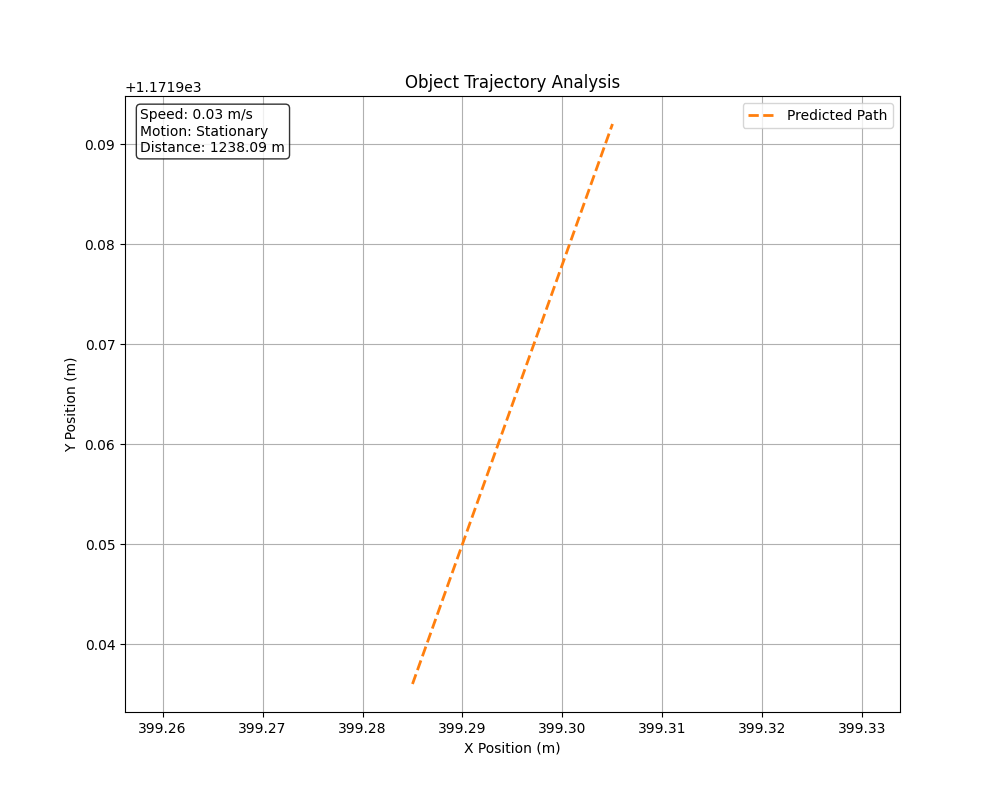 Object Trajectory Analysis
+1.1719e3
Speed: 0.03 m/s
Motion: Stationary
Distance: 1238.09 m
Predicted Path
Y Position (m)
0.09
0.08
0.07
0.06
0.05
0.04
399.26 399.27 399.28 399.29 399.30 399.31 399.32 399.33
X Position (m)